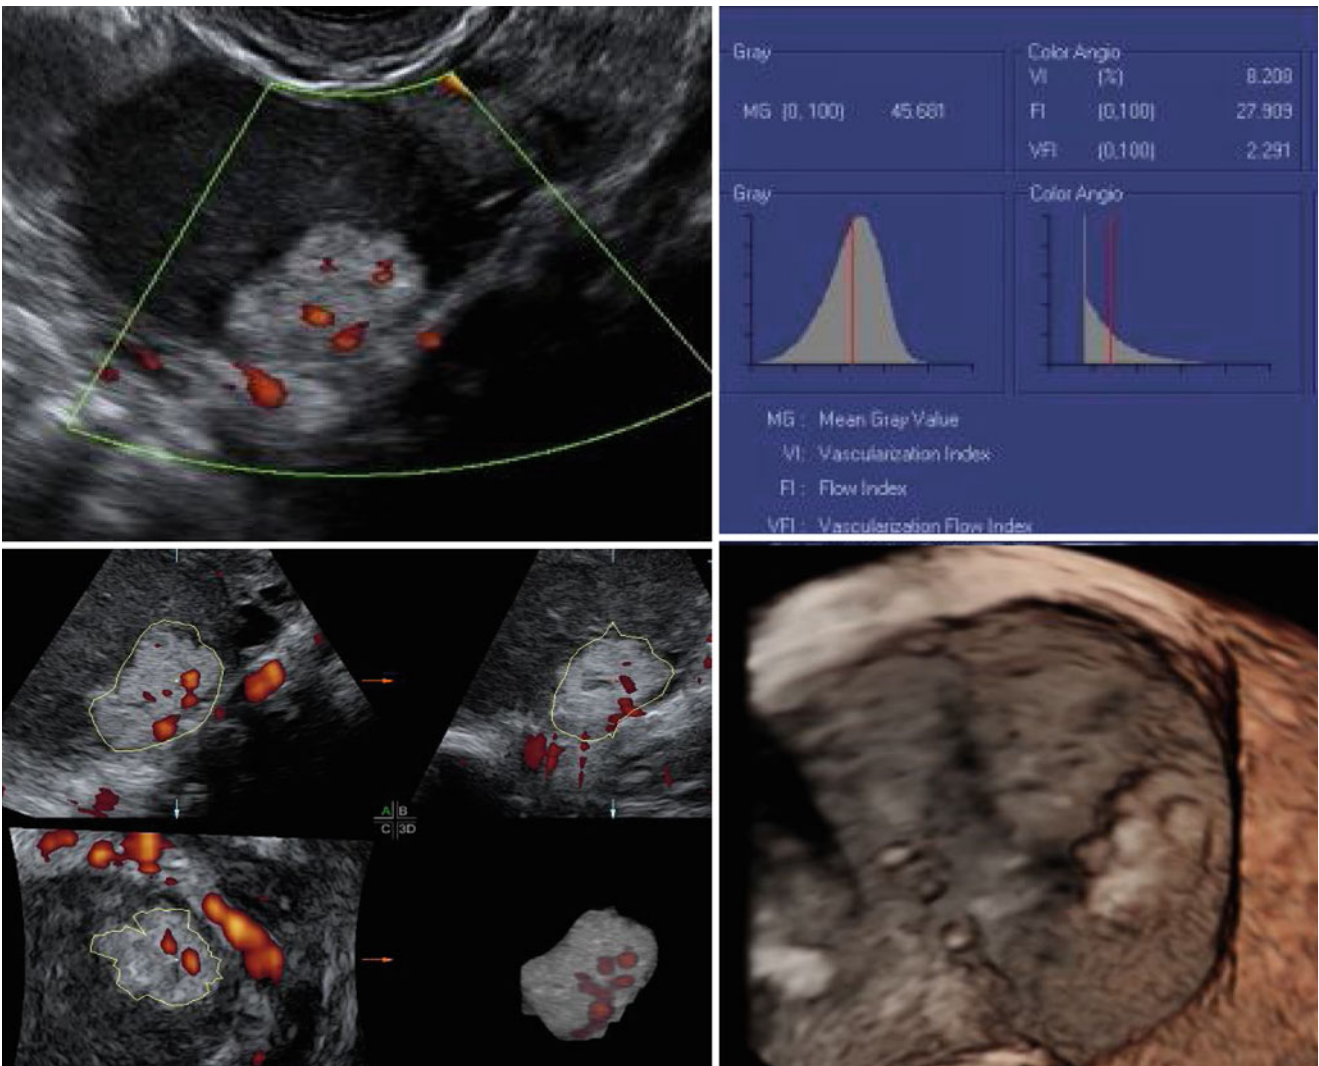 Gray
MG (0, 100) 45.681
Color Angio
VI (%) 8.208
FI (0,100) 27.909
VFI (0,100) 2.291
Gray
Color Angio
MG : Mean Gray Value
VI: Vascularization Index
FI : Flow Index
VFI : Vascularization Flow Index
A B
C 3D